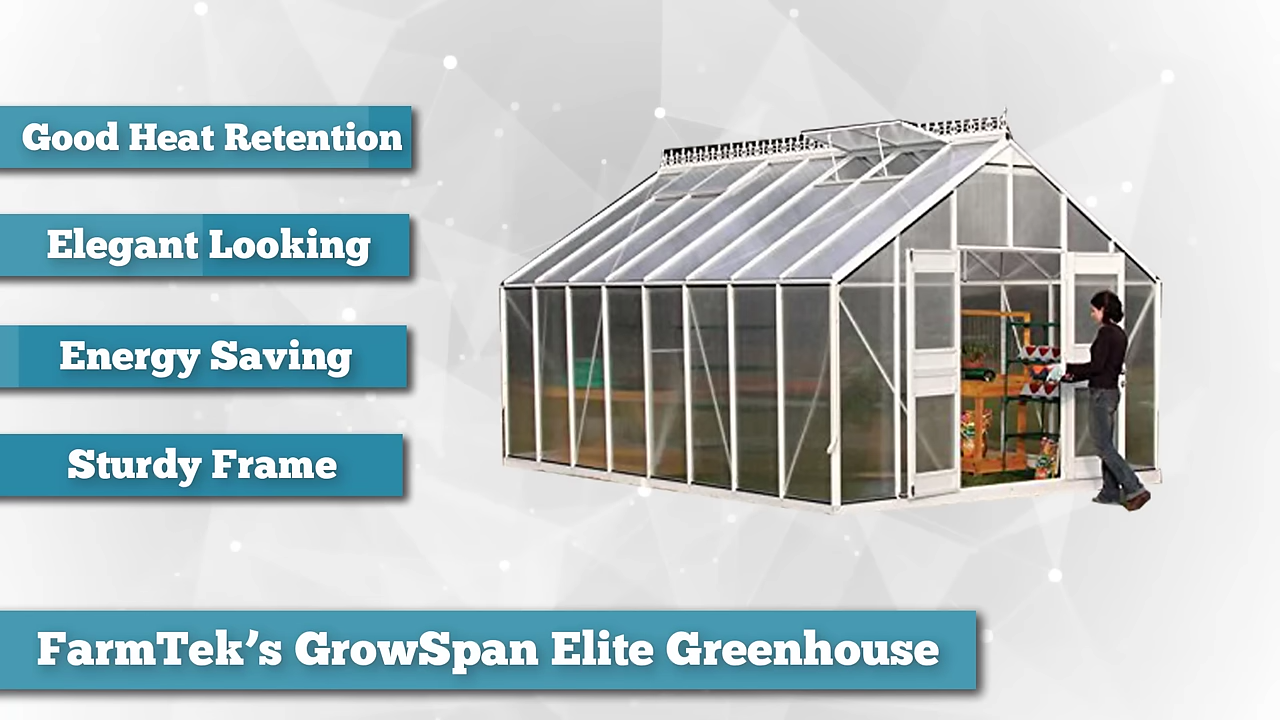 Good Heat Retention
Elegant Looking
Energy Saving
Sturdy Frame
FarmTek’s GrowSpan Elite Greenhouse